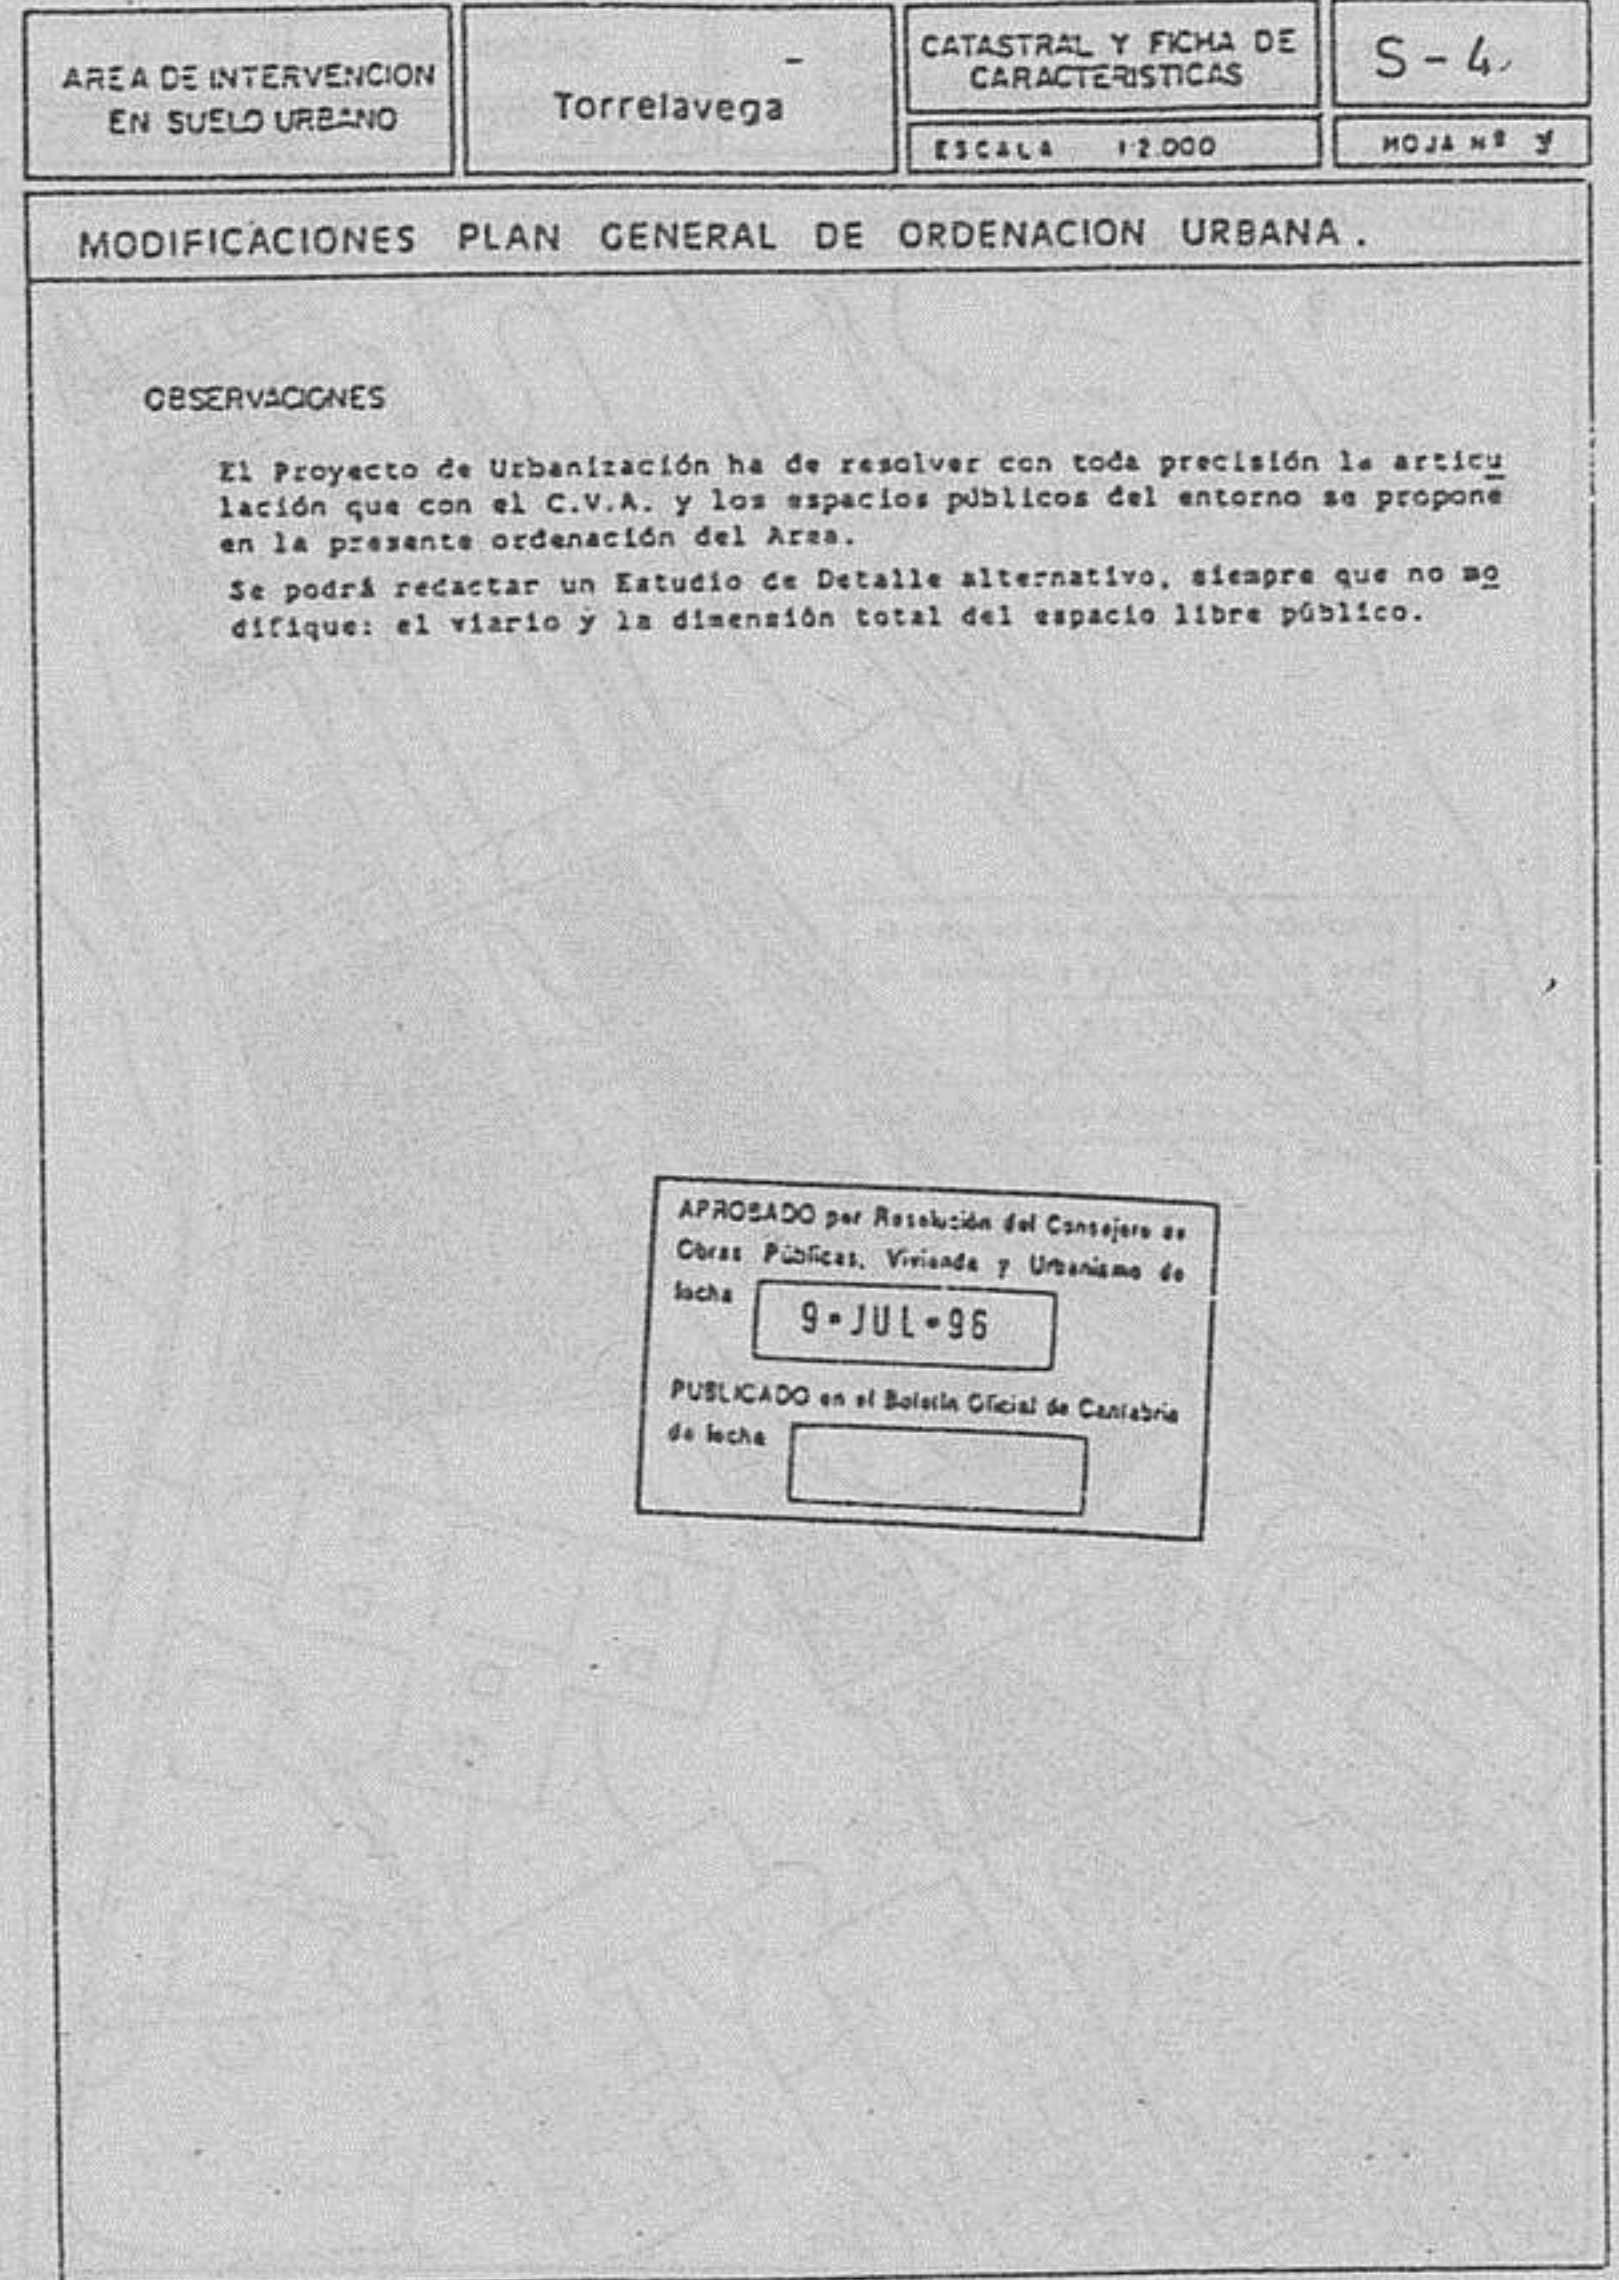 AREA DE INTERVENCION
EN SUELO URBANO
Torrelavega
CATASTRAL Y FICHA DE
CARACTERISTICAS
ESCALA 1·2.000
S-4
HOJA Nº
MODIFICACIONES PLAN GENERAL DE ORDENACION URBANA.
OBSERVACIONES
El Proyecto de Urbanización ha de resolver con toda precisión la articu
lación que con el C.V.A. y los espacios públicos del entorno se propone
en la presente ordenación del Area.
Se podrá redactar un Estudio de Detalle alternativo, siempre que no mo
difique: el viario y la dimensión total del espacio libre público.
APROBADO por Resolución del Consejero de
Obras Públicas, Vivienda y Urbanismo de
fecha
9-JUL-96
PUBLICADO en el Boletín Oficial de Cantabria
de fecha